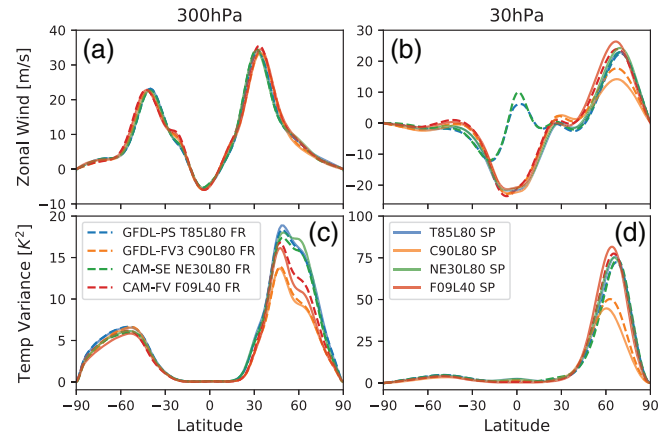 300hPa
30hPa
(a)
(b)
Zonal Wind [m/s]
40
30
20
10
0
−10
30
20
10
0
−10
−20
(c)
(d)
Temp Variance [K²]
20
15
10
5
0
100
75
50
25
0
GFDL-PS T85L80 FR
GFDL-FV3 C90L80 FR
CAM-SE NE30L80 FR
CAM-FV F09L40 FR
T85L80 SP
C90L80 SP
NE30L80 SP
F09L40 SP
−90 −60 −30 0 30 60 90
−90 −60 −30 0 30 60 90
Latitude
Latitude